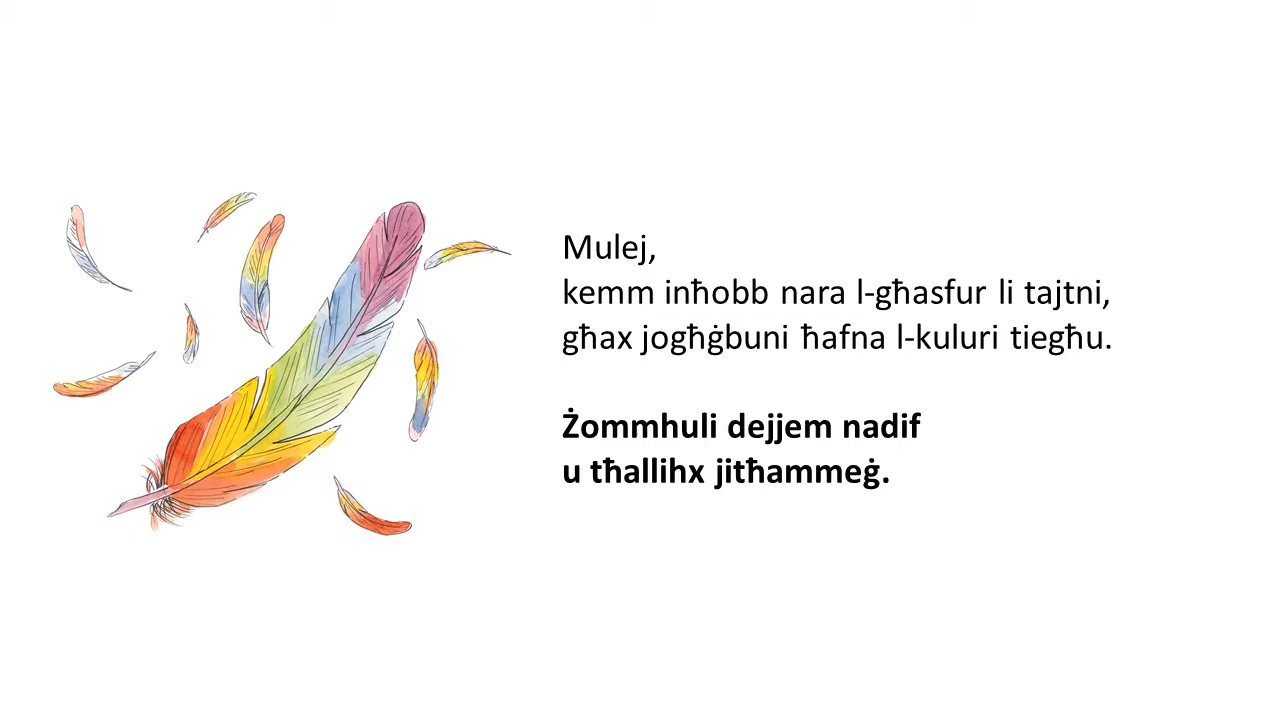 Mulej,
kemm inħobb nara l-għasfur li tajtni,
għax jogħġbuni ħafna l-kuluri tiegħu.
Żommhuli dejjem nadif
u tħallihx jitħammeġ.